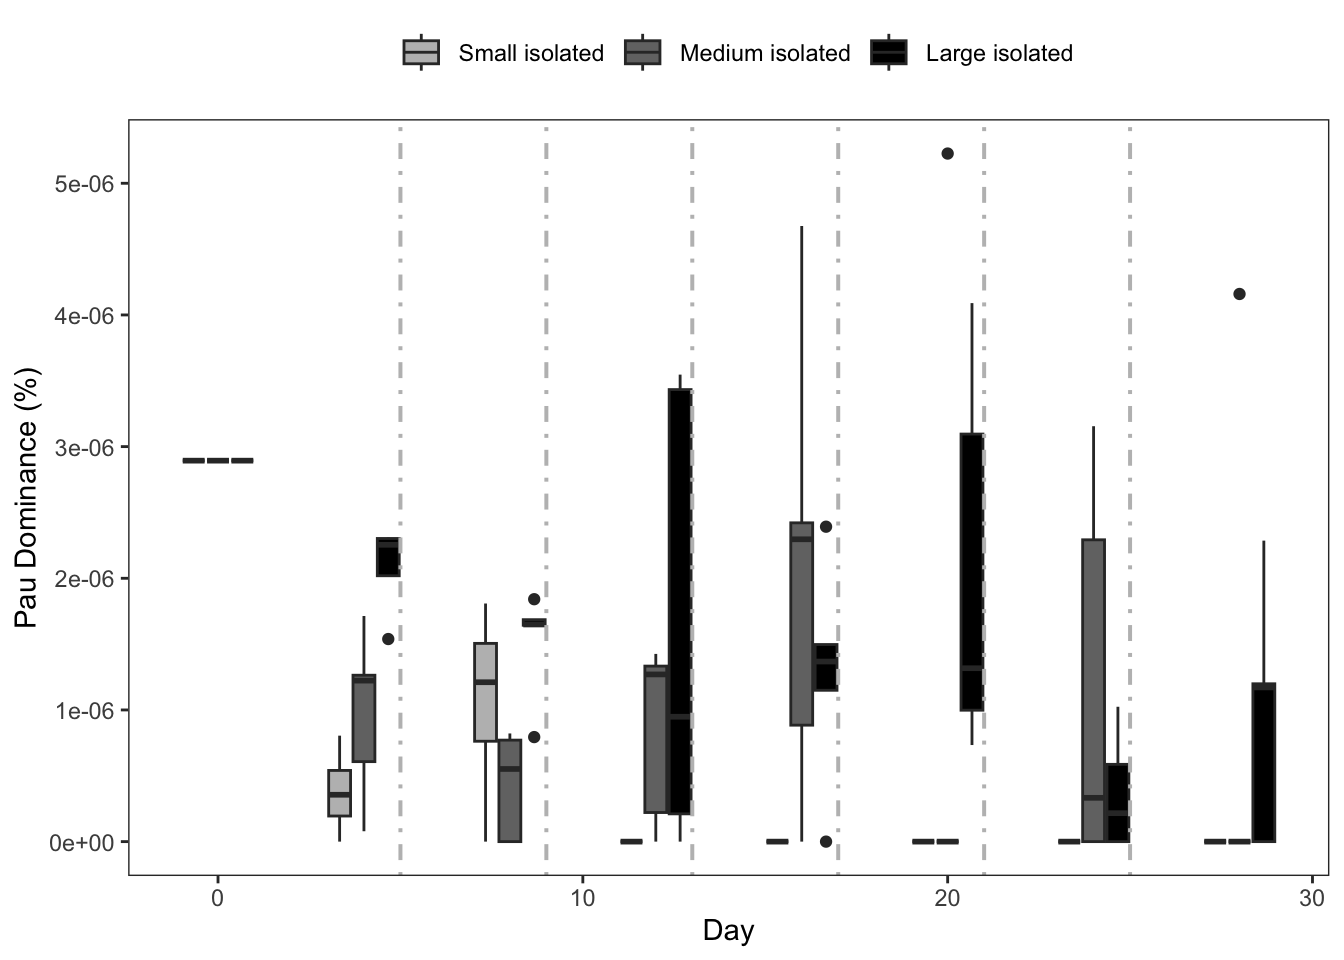 Small isolated Medium isolated Large isolated
5e-06
4e-06
3e-06
2e-06
1e-06
0e+00
Pau Dominance (%)
0 10 20 30
Day